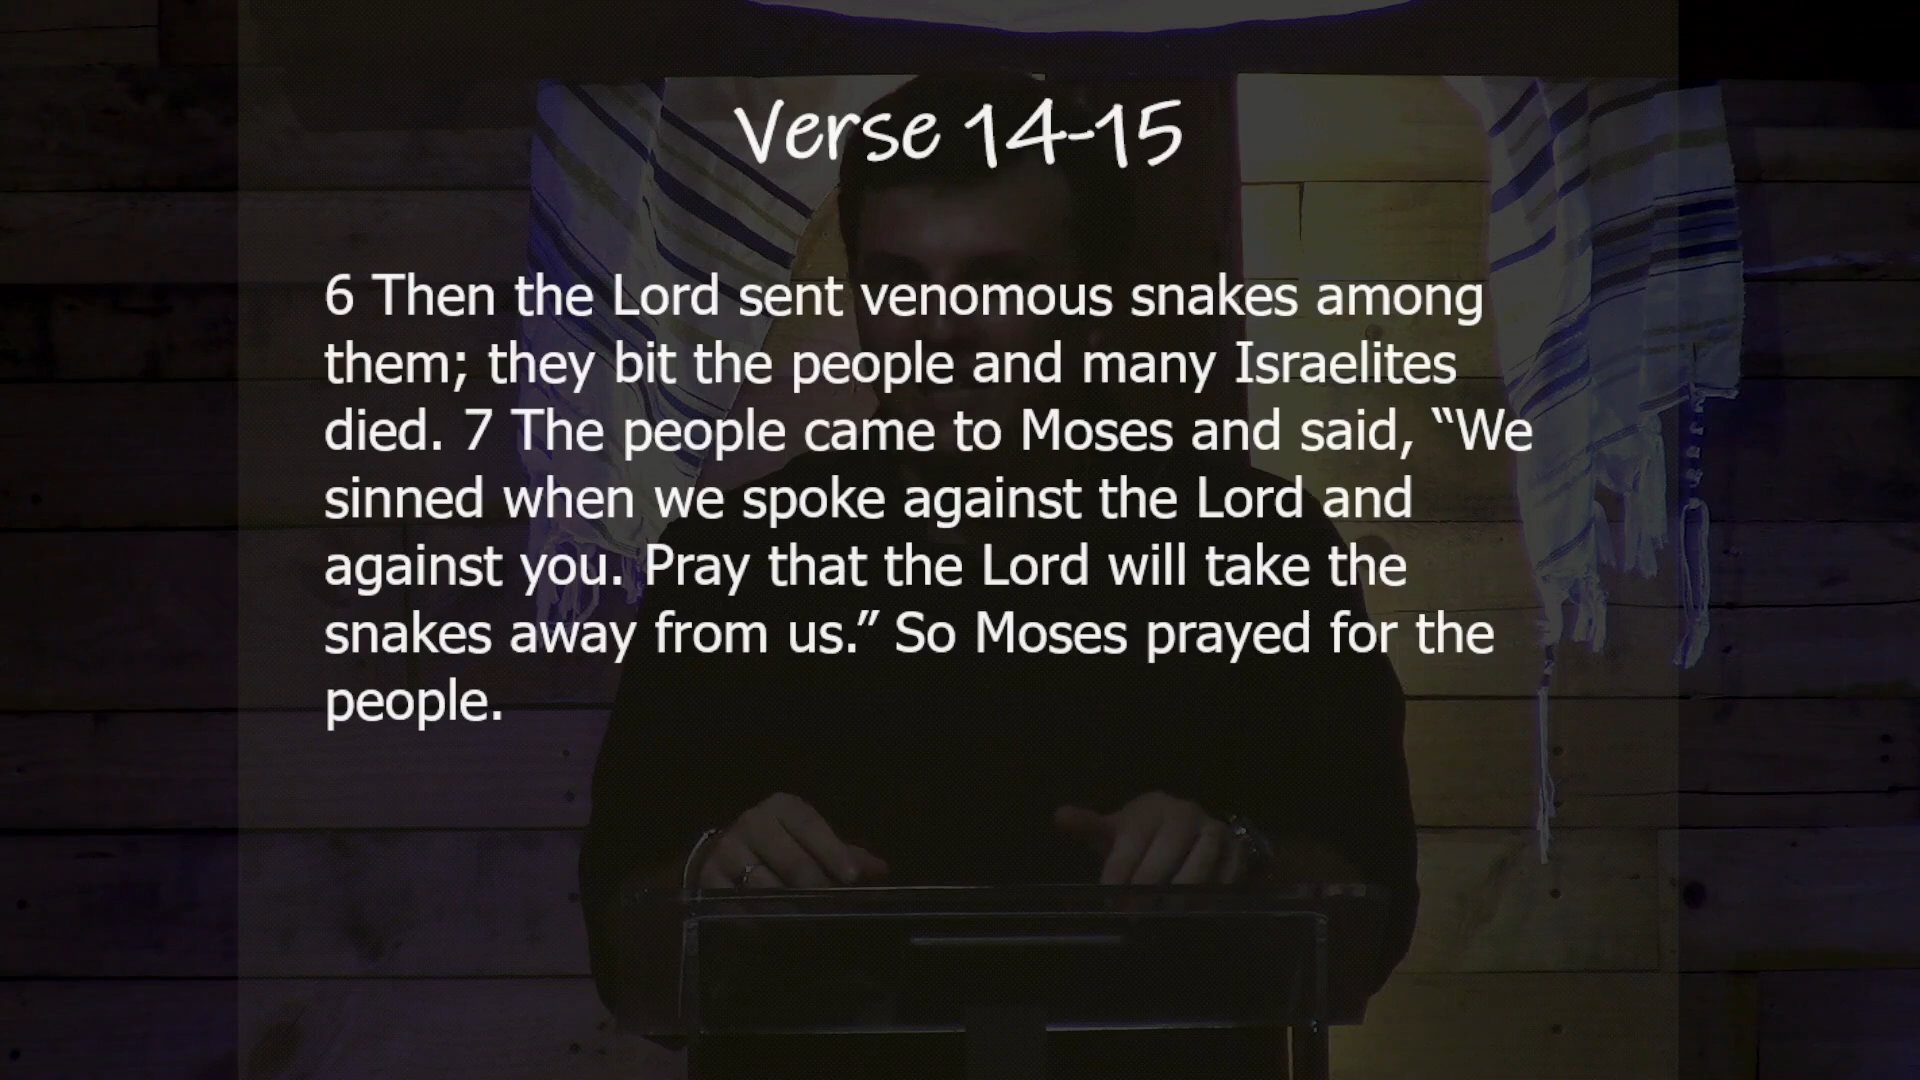 Verse 14-15
6 Then the Lord sent venomous snakes among
them; they bit the people and many Israelites
died. 7 The people came to Moses and said, “We
sinned when we spoke against the Lord and
against you. Pray that the Lord will take the
snakes away from us.” So Moses prayed for the
people.